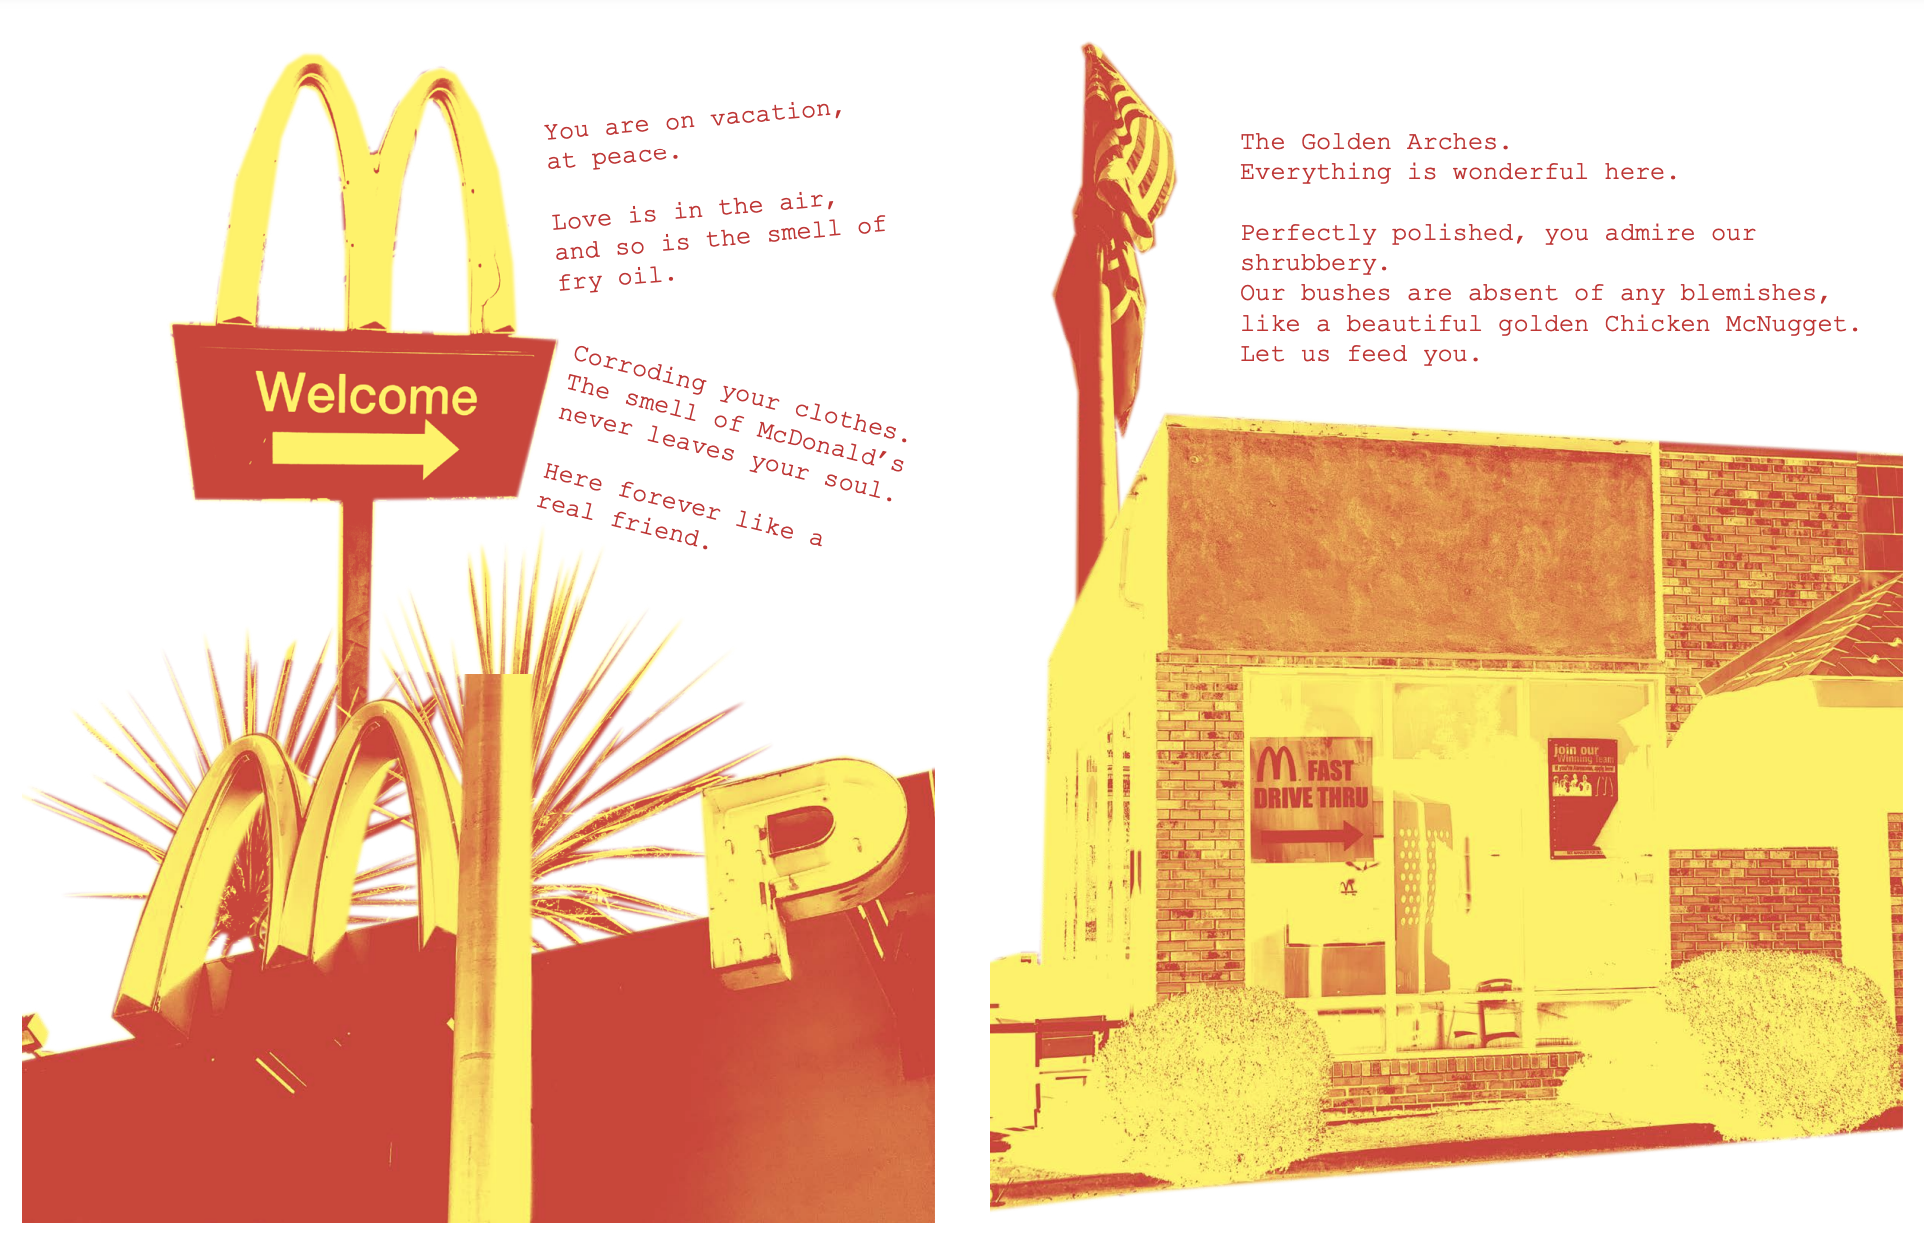 You are on vacation,
at peace.
Love is in the air,
and so is the smell of
fry oil.
Corroding your clothes.
The smell of McDonald's
never leaves your soul.
Here forever like a
real friend.
Welcome
P
The Golden Arches.
Everything is wonderful here.
Perfectly polished, you admire our
shrubbery.
Our bushes are absent of any blemishes,
like a beautiful golden Chicken McNugget.
Let us feed you.
FAST
DRIVE THRU
join our
winning team